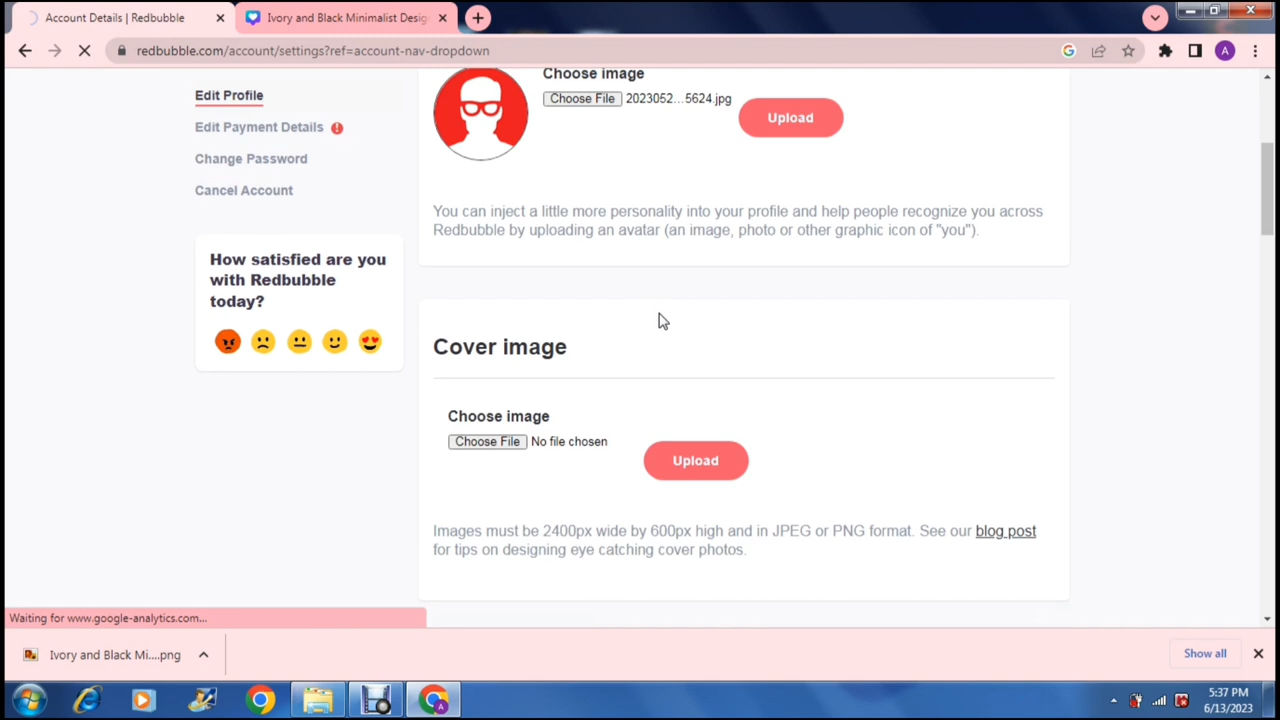 Account Details | Redbubble
Ivory and Black Minimalist Desig
redbubble.com/account/settings?ref=account-nav-dropdown
A
Choose image
Edit Profile
Choose File 2023052...5624.jpg
Upload
Edit Payment Details
Change Password
Cancel Account
You can inject a little more personality into your profile and help people recognize you across
Redbubble by uploading an avatar (an image, photo or other graphic icon of "you").
How satisfied are you
with Redbubble
today?
Cover image
Choose image
Choose File No file chosen
Upload
Images must be 2400px wide by 600px high and in JPEG or PNG format. See our blog post
for tips on designing eye catching cover photos.
Waiting for www.google-analytics.com...
Ivory and Black Mi....png
Show all
A
5:37 PM
6/13/2023